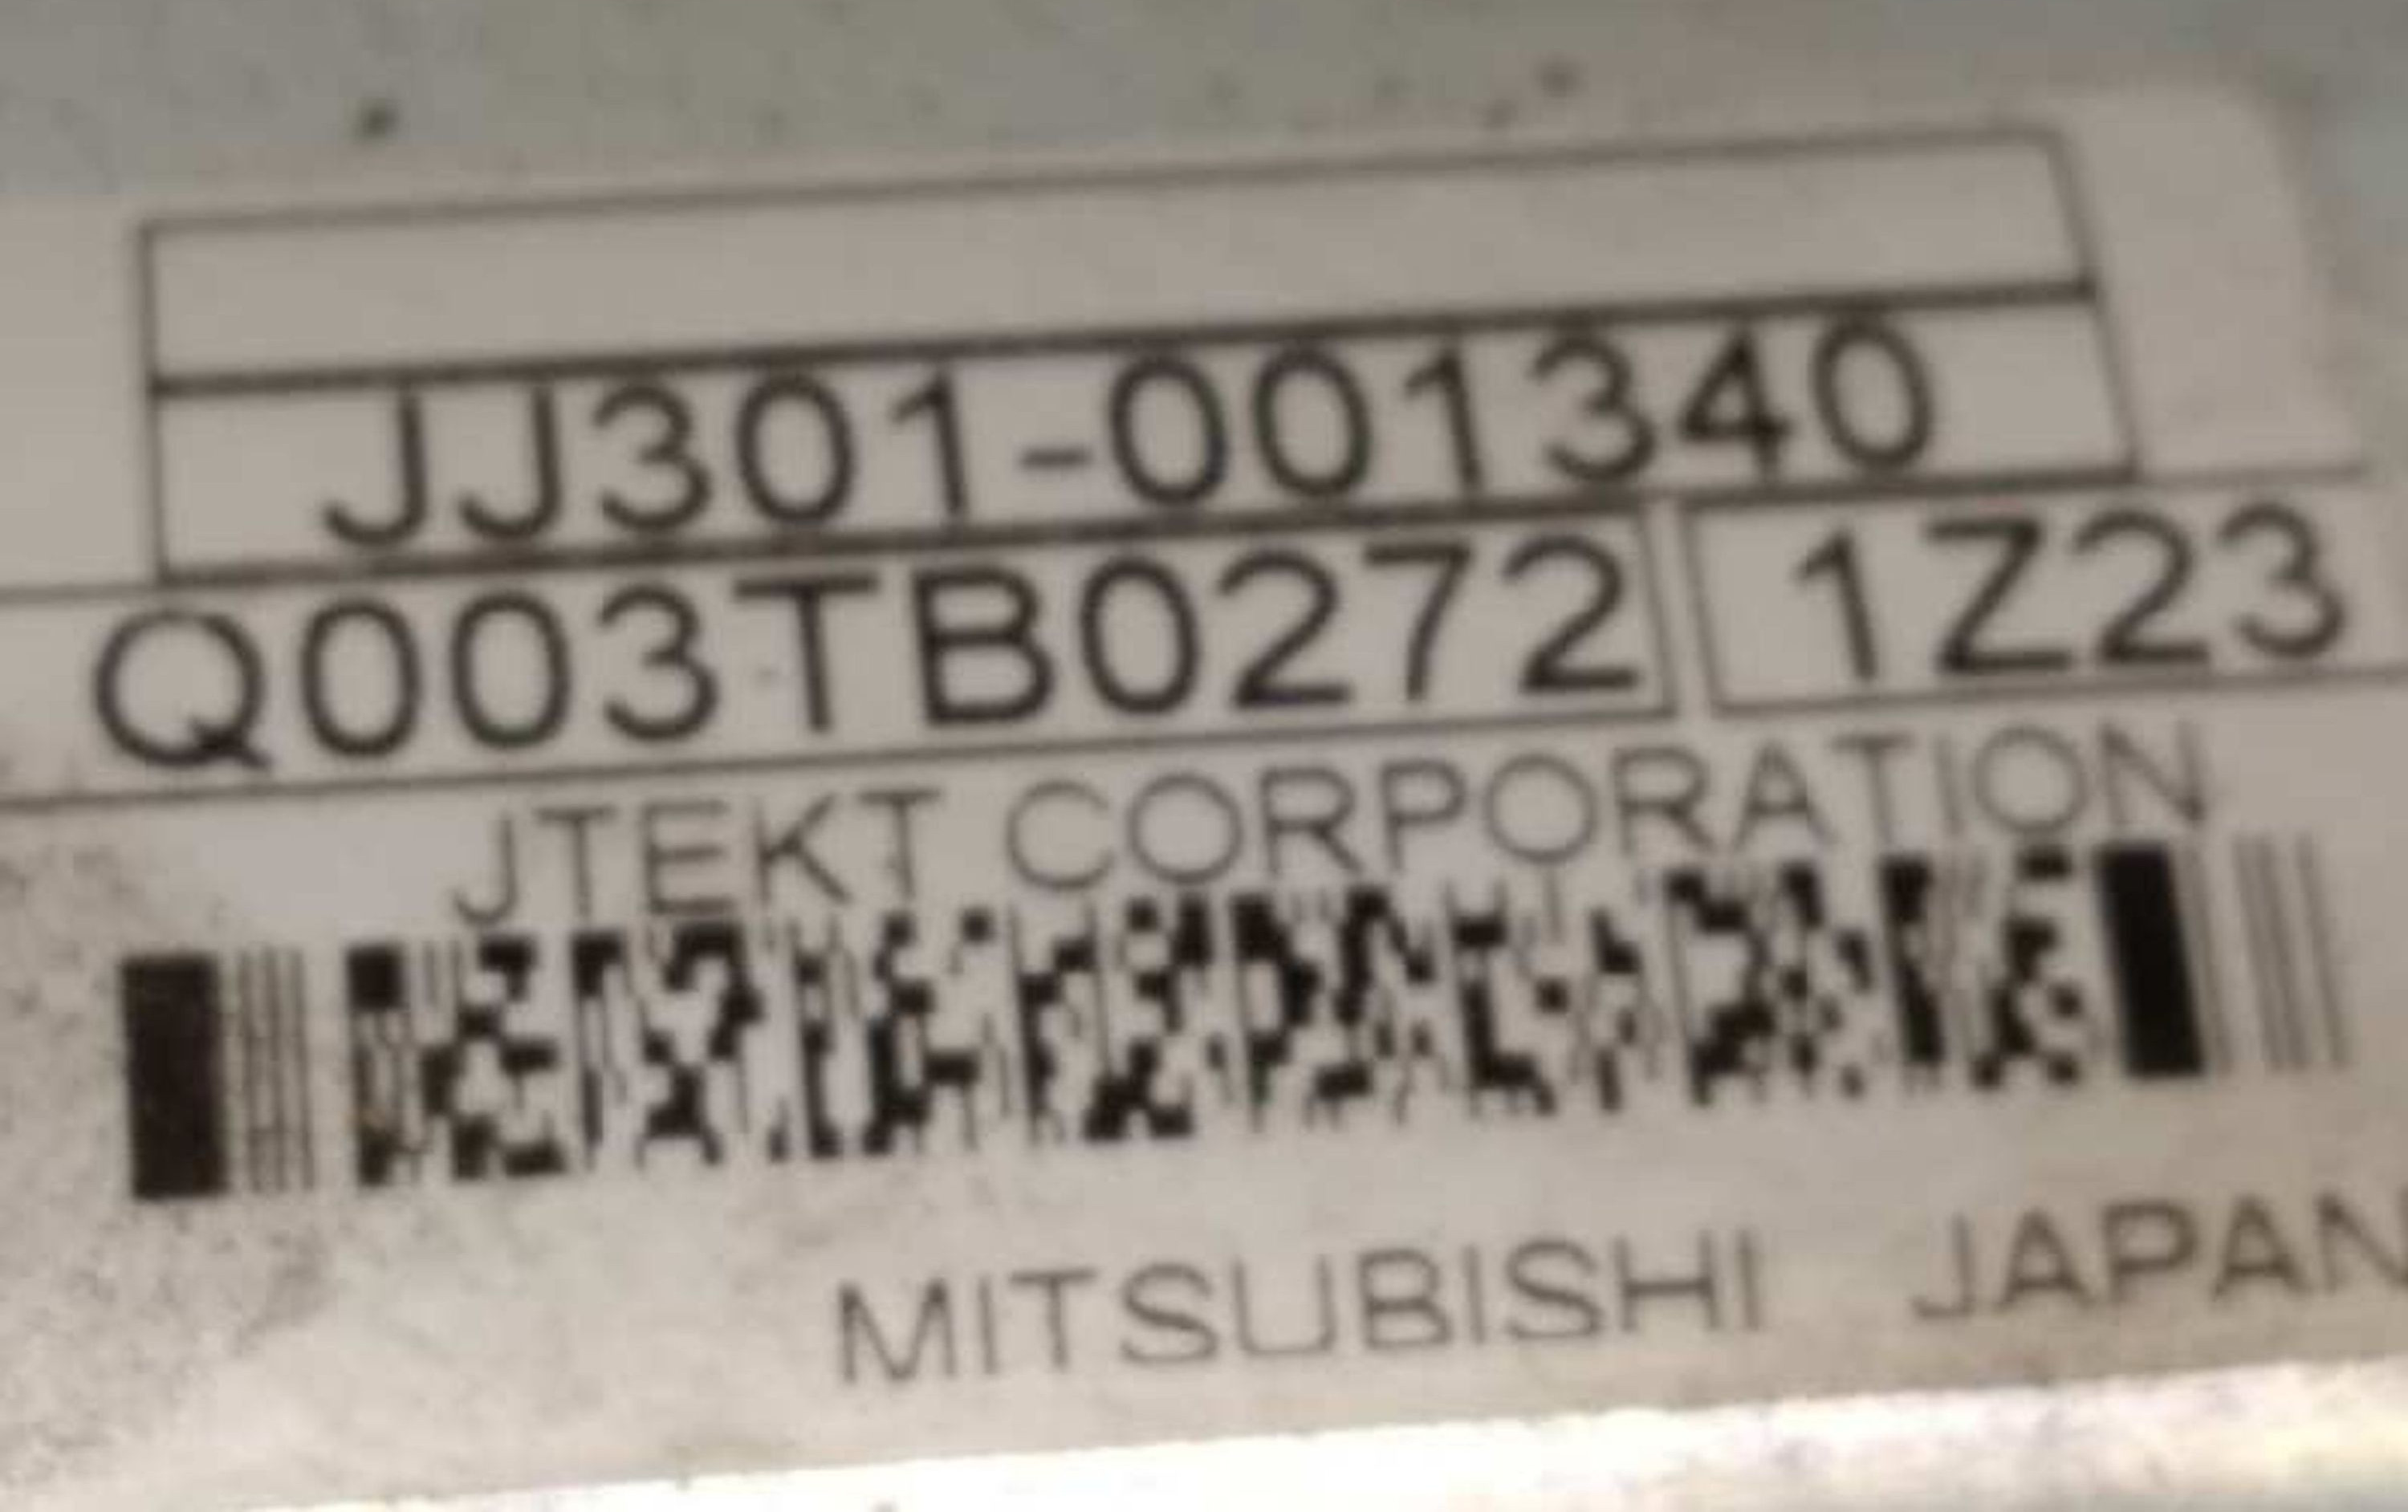 JJ301-001340
Q003TB0272 1Z23
JTEKT CORPORATION
MITSUBISHI JAPAN